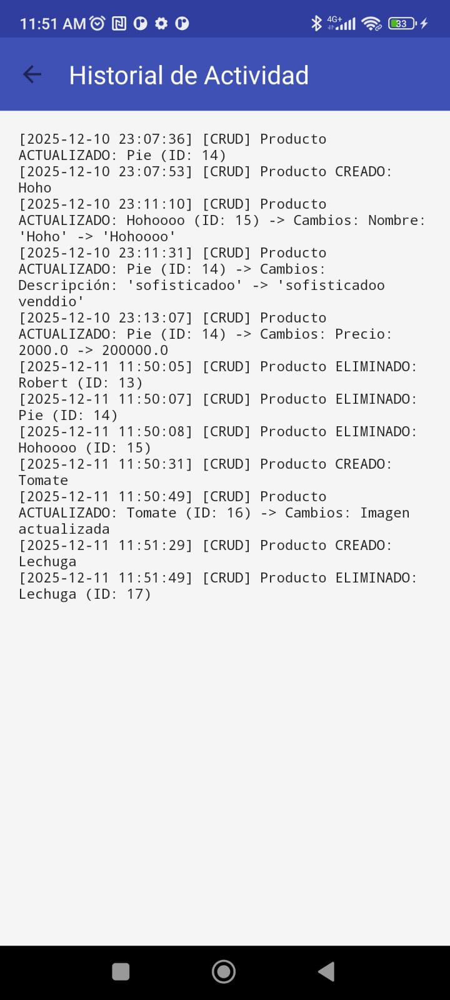 11:51 AM
4G+
33
Historial de Actividad
[2025-12-10 23:07:36] [CRUD] Producto
ACTUALIZADO: Pie (ID: 14)
[2025-12-10 23:07:53] [CRUD] Producto CREADO:
Hoho
[2025-12-10 23:11:10] [CRUD] Producto
ACTUALIZADO: Hohoooo (ID: 15) -> Cambios: Nombre:
'Hoho' -> 'Hohoooo'
[2025-12-10 23:11:31] [CRUD] Producto
ACTUALIZADO: Pie (ID: 14) -> Cambios:
Descripción: 'sofisticadoo' -> 'sofisticadoo
venddio'
[2025-12-10 23:13:07] [CRUD] Producto
ACTUALIZADO: Pie (ID: 14) -> Cambios: Precio:
2000.0 -> 200000.0
[2025-12-11 11:50:05] [CRUD] Producto ELIMINADO:
Robert (ID: 13)
[2025-12-11 11:50:07] [CRUD] Producto ELIMINADO:
Pie (ID: 14)
[2025-12-11 11:50:08] [CRUD] Producto ELIMINADO:
Hohoooo (ID: 15)
[2025-12-11 11:50:31] [CRUD] Producto CREADO:
Tomate
[2025-12-11 11:50:49] [CRUD] Producto
ACTUALIZADO: Tomate (ID: 16) -> Cambios: Imagen
actualizada
[2025-12-11 11:51:29] [CRUD] Producto CREADO:
Lechuga
[2025-12-11 11:51:49] [CRUD] Producto ELIMINADO:
Lechuga (ID: 17)